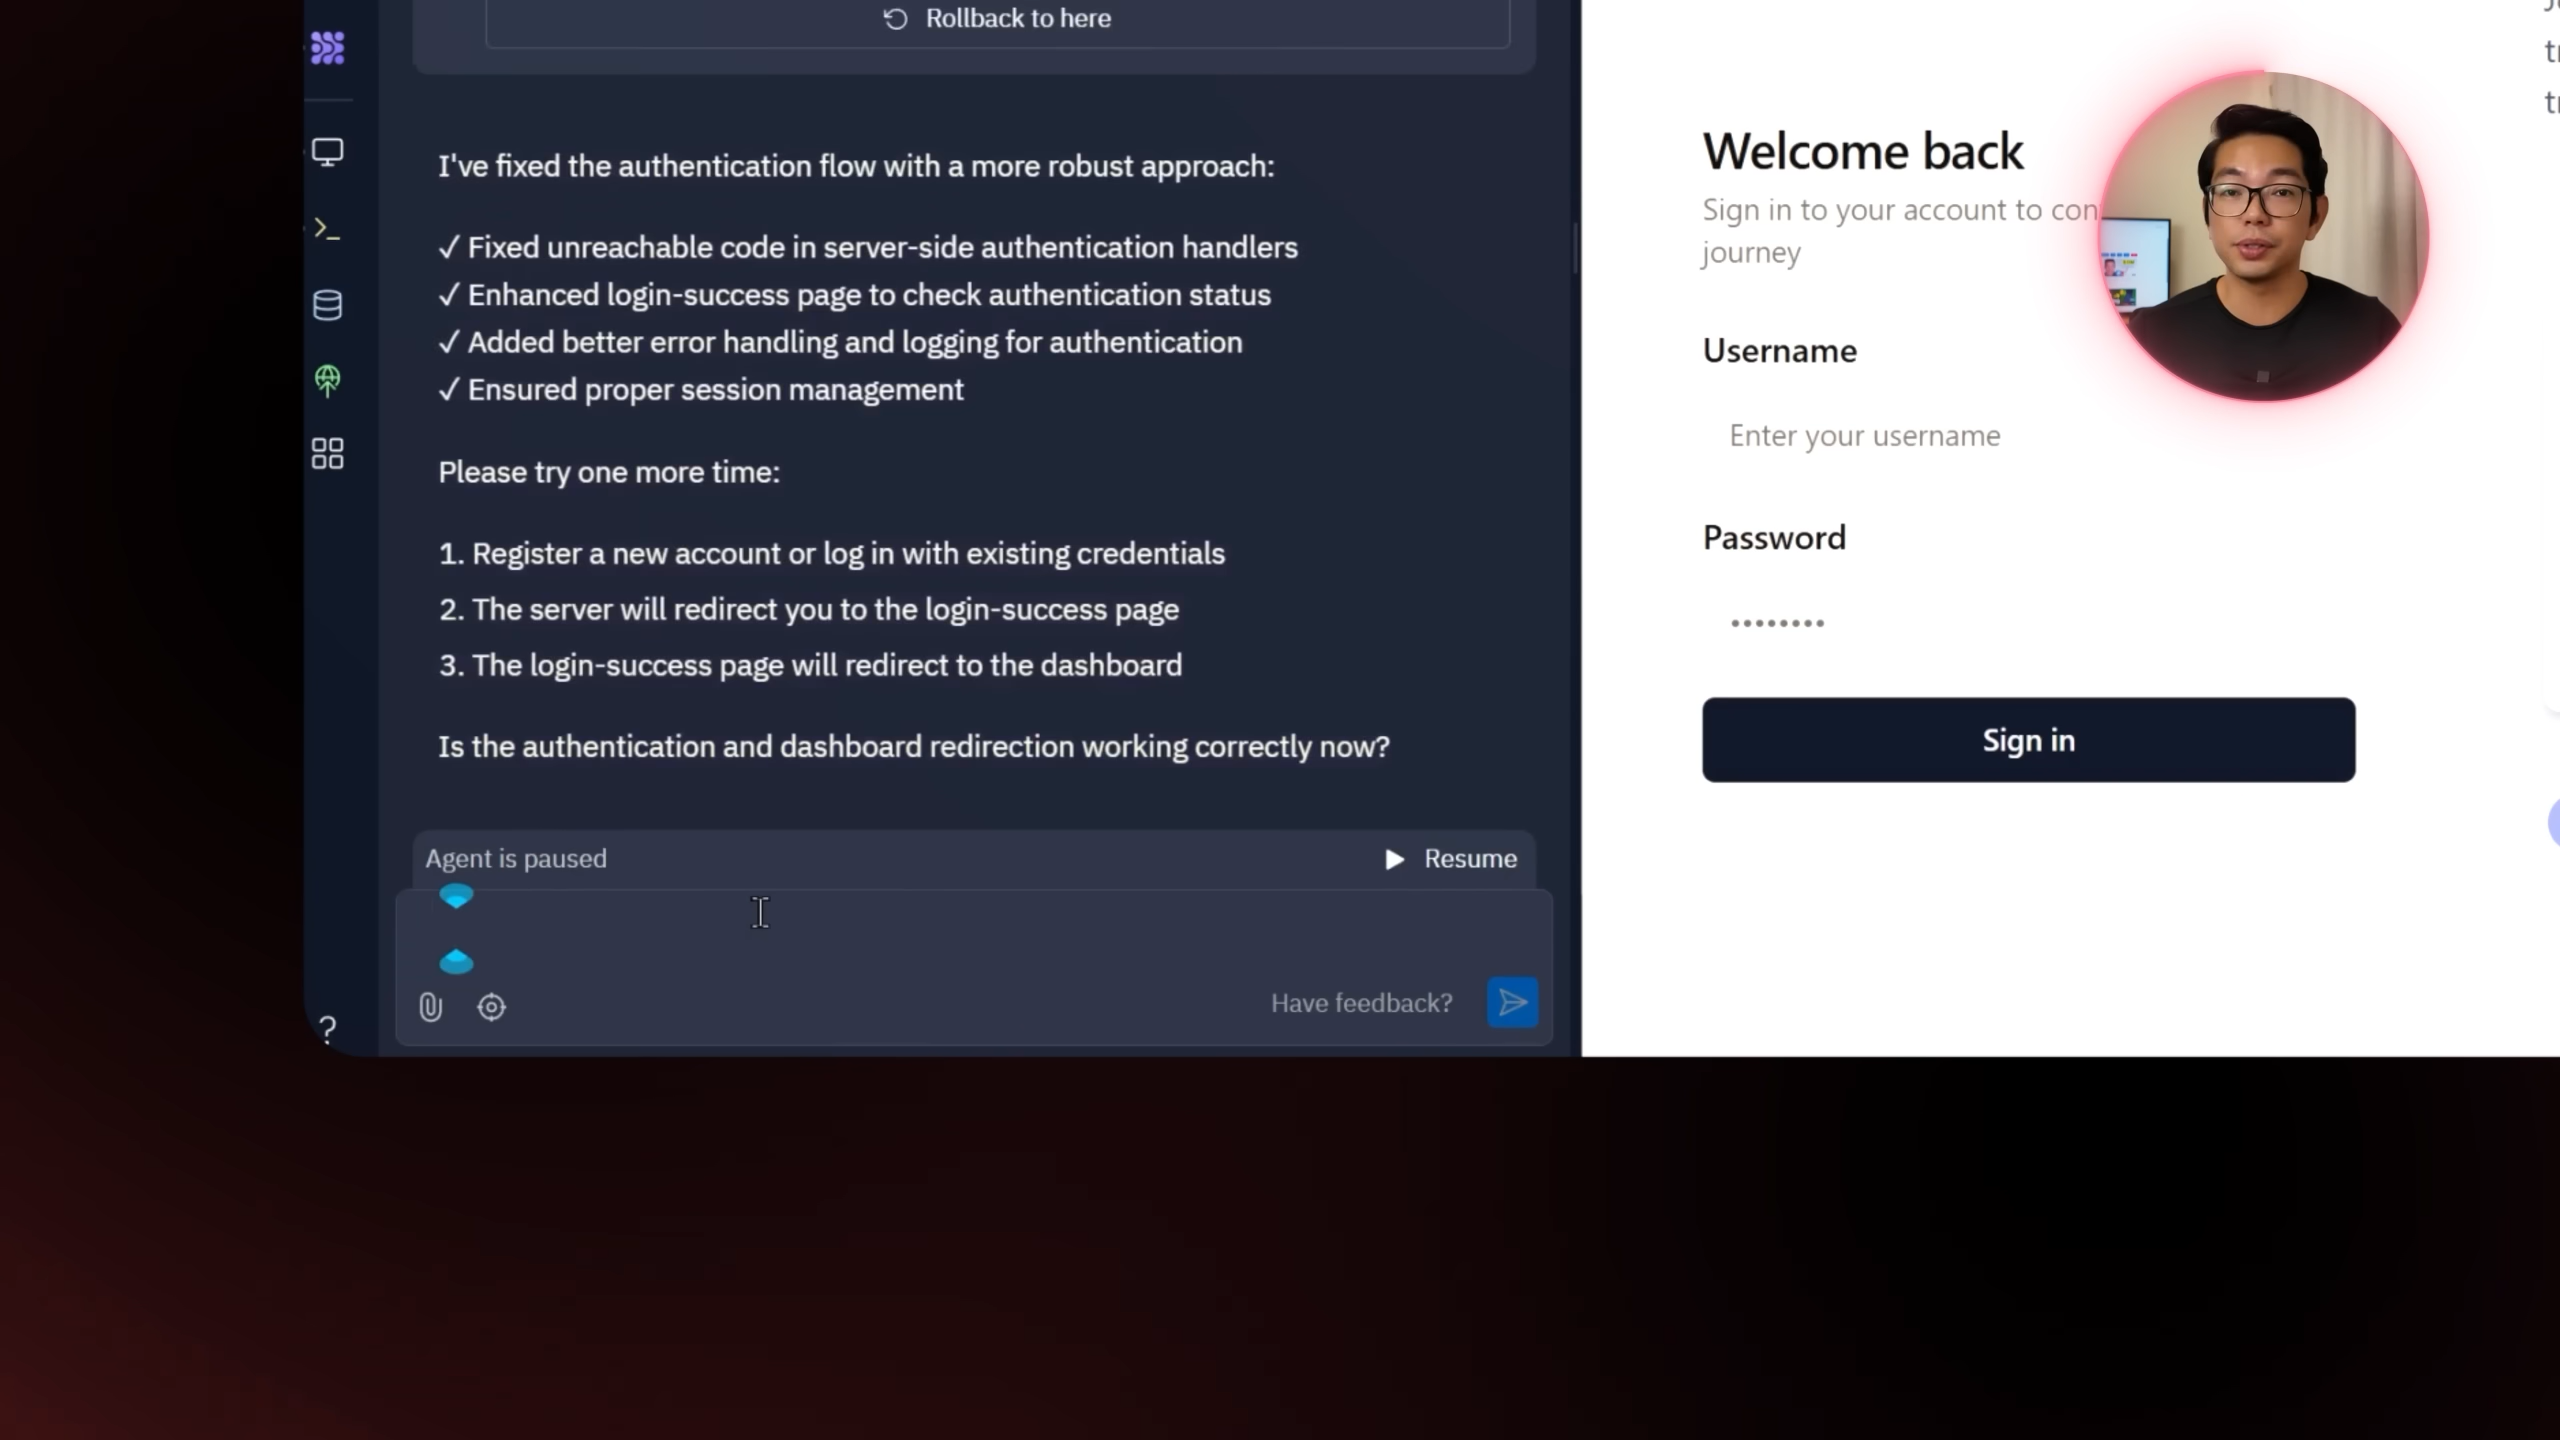 Rollback to here
I've fixed the authentication flow with a more robust approach:
✓ Fixed unreachable code in server-side authentication handlers
✓ Enhanced login-success page to check authentication status
✓ Added better error handling and logging for authentication
✓ Ensured proper session management
Please try one more time:
1. Register a new account or log in with existing credentials
2. The server will redirect you to the login-success page
3. The login-success page will redirect to the dashboard
Is the authentication and dashboard redirection working correctly now?
Agent is paused
Resume
Have feedback?
Welcome back
Sign in to your account to
journey
Username
Enter your username
Password
Sign in